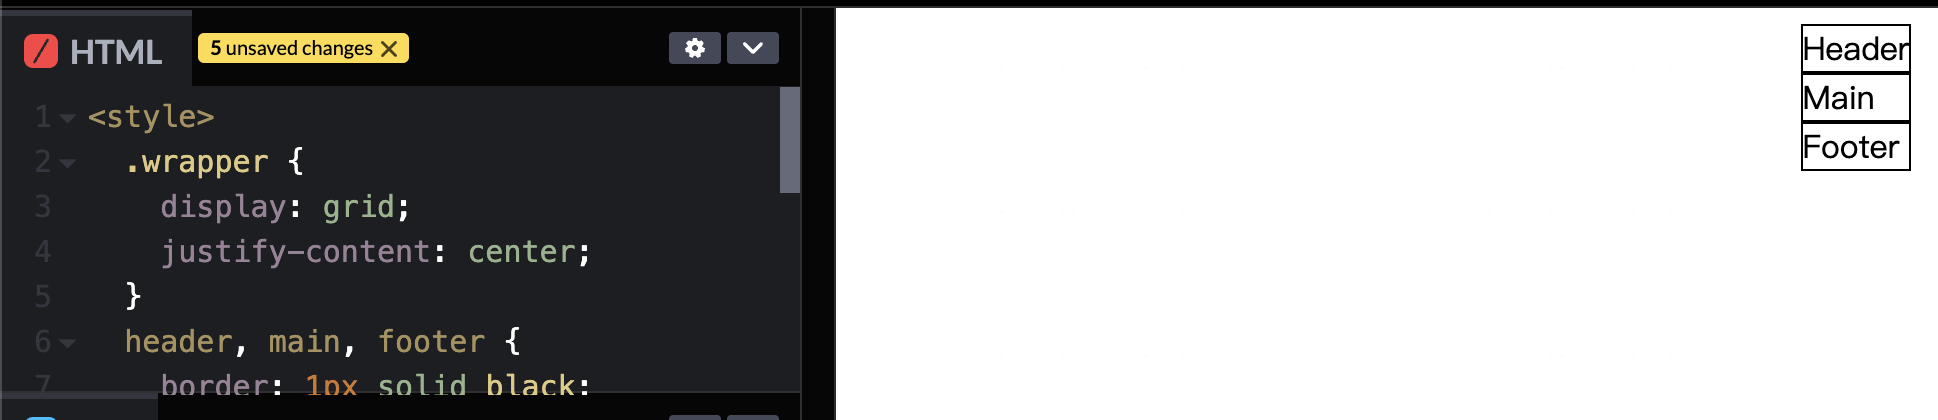 HTML
5 unsaved changes
1 <style>
2 .wrapper {
3 display: grid;
4 justify-content: center;
5 }
6 header, main, footer {
7 border: 1px solid black;
Header
Main
Footer